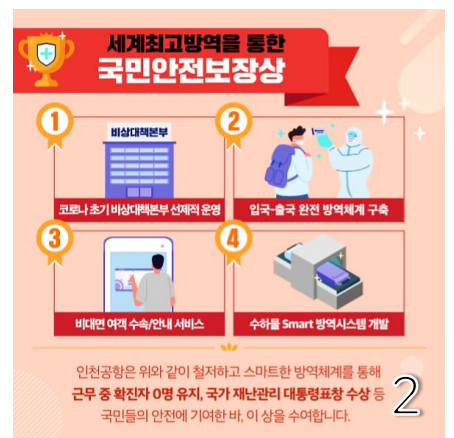 세계최고방역을 통한
국민안전보장상
1
비상대책본부
코로나 초기 비상대책본부 선제적 운영
2
입국-출국 완전 방역체계 구축
3
비대면 여객 수속/안내 서비스
4
수하물 Smart 방역시스템 개발
인천공항은 위와 같이 철저하고 스마트한 방역체계를 통해
근무 중 확진자 0명 유지, 국가 재난관리 대통령표창 수상 등
국민들의 안전에 기여한 바, 이 상을 수여합니다.
2